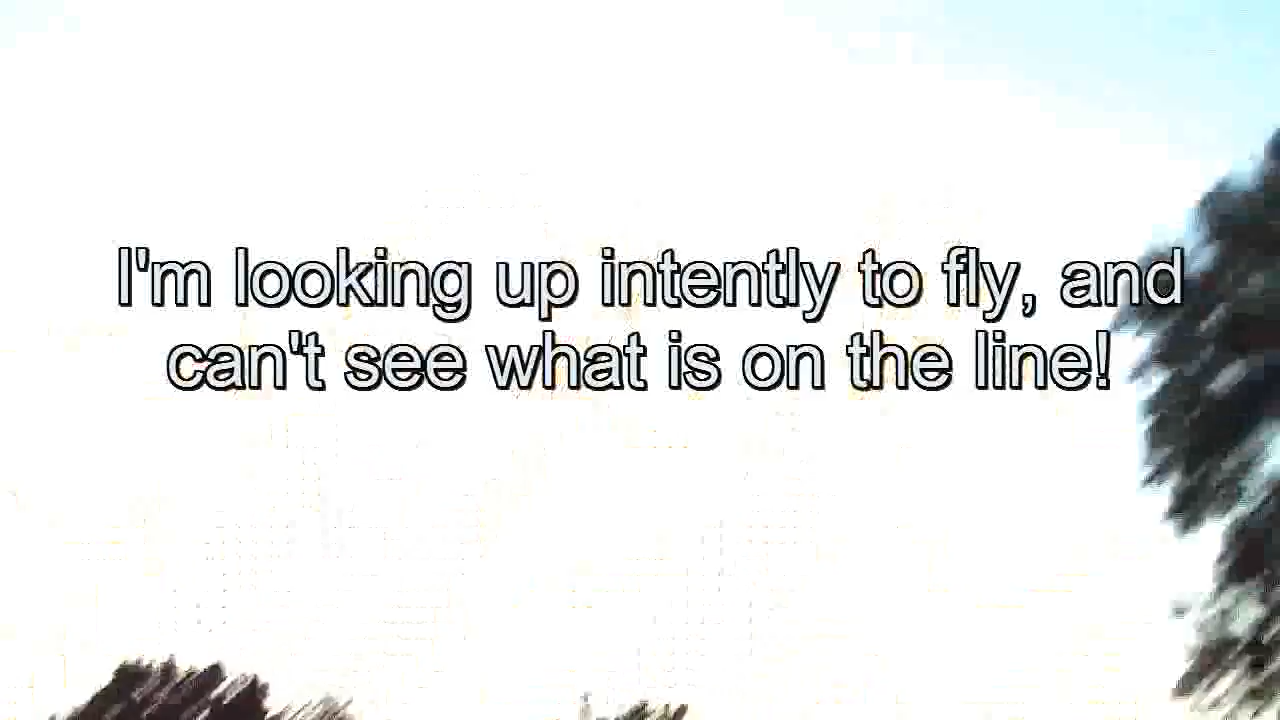 I'm looking up intently to fly, and
can't see what is on the line!